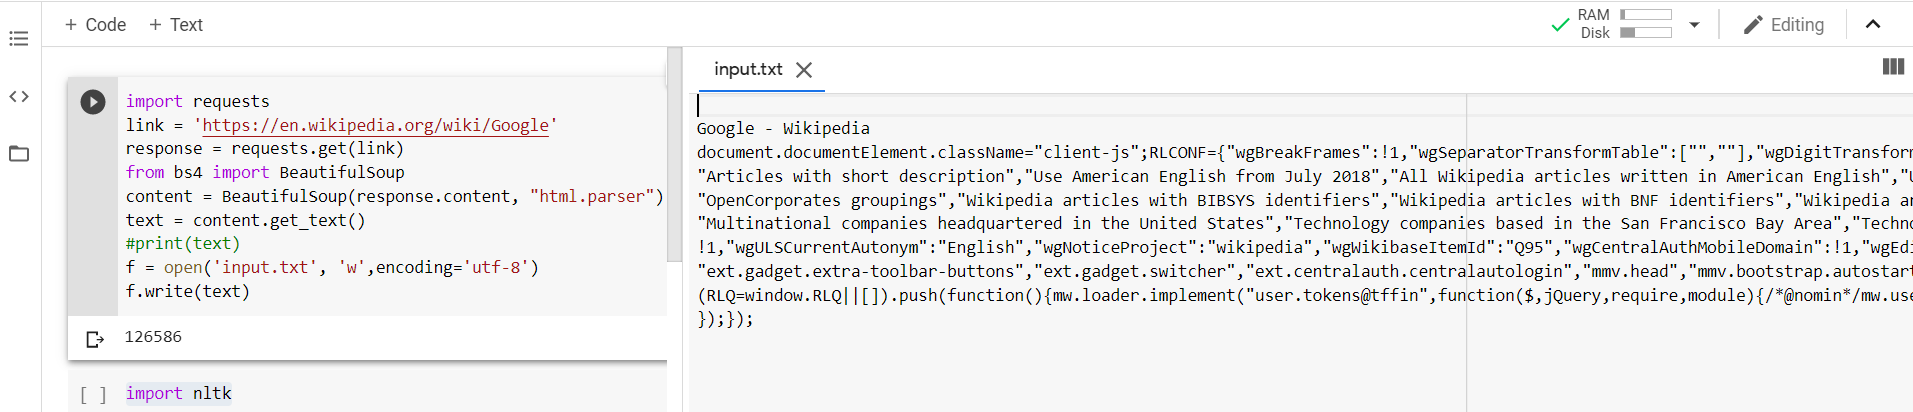 + Code + Text
RAM
Disk
Editing
import requests
link = 'https://en.wikipedia.org/wiki/Google'
response = requests.get(link)
from bs4 import BeautifulSoup
content = BeautifulSoup(response.content, "html.parser")
text = content.get_text()
#print(text)
f = open('input.txt', 'w',encoding='utf-8')
f.write(text)
126586
[ ] import nltk
input.txt
Google - Wikipedia
document.documentElement.className="client-js";RLCONF={"wgBreakFrames":!1,"wgSeparatorTransformTable":["",""],"wgDigitTransform
"Articles with short description","Use American English from July 2018","All Wikipedia articles written in American English","U
"OpenCorporates groupings","Wikipedia articles with BIBSYS identifiers","Wikipedia articles with BNF identifiers","Wikipedia ar
"Multinational companies headquartered in the United States","Technology companies based in the San Francisco Bay Area","Techno
!1,"wgULSCurrentAutonym":"English","wgNoticeProject":"wikipedia","wgWikibaseItemId":"Q95","wgCentralAuthMobileDomain":!1,"wgEdi
"ext.gadget.extra-toolbar-buttons","ext.gadget.switcher","ext.centralauth.centralautologin","mmv.head","mmv.bootstrap.autostart
(RLQ=window.RLQ||[]).push(function(){mw.loader.implement("user.tokens@tffin",function($,jQuery,require,module){/*@nomin*/mw.use
});});